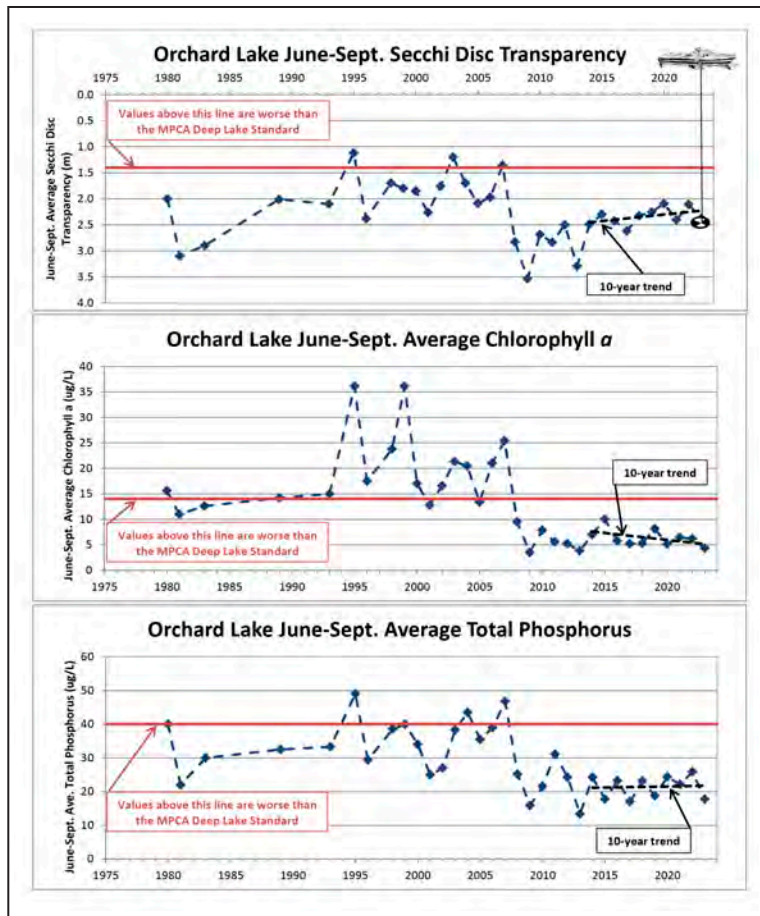 Orchard Lake June-Sept. Secchi Disc Transparency
1975 1980 1985 1990 1995 2000 2005 2010 2015 2020
June-Sept. Average Secchi Disc
Transparency (m)
0.0
0.5
1.0
1.5
2.0
2.5
3.0
3.5
4.0
Values above this line are worse than
the MPCA Deep Lake Standard
10-year trend
Orchard Lake June-Sept. Average Chlorophyll a
June-Sept. Average Chlorophyll a (ug/L)
40
35
30
25
20
15
10
5
0
10-year trend
Values above this line are worse than
the MPCA Deep Lake Standard
1975 1980 1985 1990 1995 2000 2005 2010 2015 2020
Orchard Lake June-Sept. Average Total Phosphorus
June-Sept. Ave. Total Phosphorus (ug/L)
60
50
40
30
20
10
0
Values above this line are worse than
the MPCA Deep Lake Standard
10-year trend
1975 1980 1985 1990 1995 2000 2005 2010 2015 2020